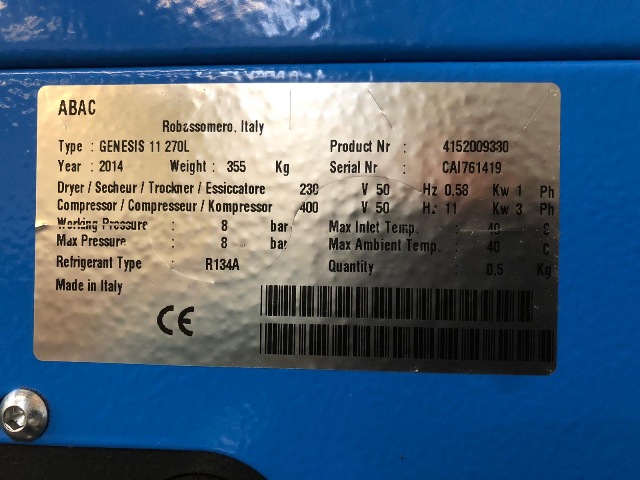 ABAC
Robassomero, Italy
Type : GENESIS 11 270L Product Nr : 4152009330
Year : 2014 Weight : 355 Kg Serial Nr : CAI761419
Dryer / Secheur / Trockner / Essiccatore 230 V 50 Hz 0,58 Kw 1 Ph
Compressor / Compresseur / Kompressor 400 V 50 Hz 11 Kw 3 Ph
Working Pressure : 8 bar Max Inlet Temp. : 40 C
Max Pressure : 8 bar Max Ambient Temp. : 40 C
Refrigerant Type : R134A Quantity : 0,5 Kg
Made in Italy
CE